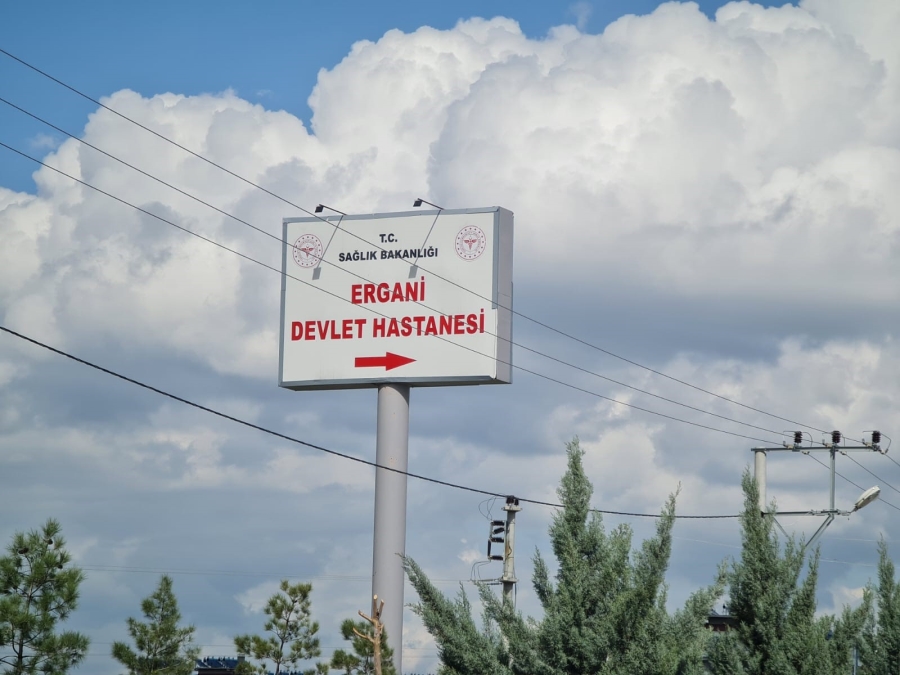 T.C.
SAĞLIK BAKANLIĞI
ERGANİ
DEVLET HASTANESİ